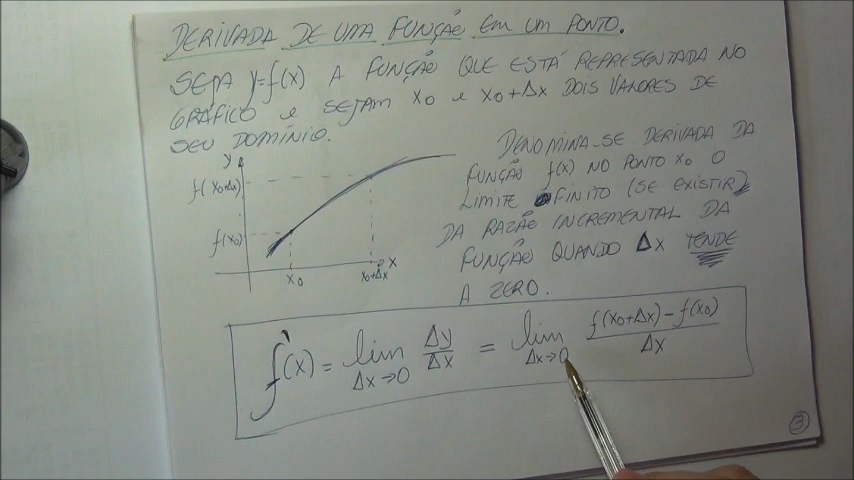 DERIVADA DE UMA FUNÇÃO EM UM PONTO.
SEJA y=f(x) A FUNÇÃO QUE ESTÁ REPRESENTADA NO
GRÁFICO E SEJAM X0 E X0+Δx DOIS VALORES DE
SEU DOMÍNIO.
y
f(X0+Δx)
f(X0)
X0
X0+Δx
X
DENOMINA-SE DERIVADA DA
FUNÇÃO f(x) NO PONTO X0 O
LIMITE FINITO (SE EXISTIR)
DA RAZÃO INCREMENTAL DA
FUNÇÃO QUANDO Δx TENDE
A ZERO.
f'(x) = lim Δx→0 Δy/Δx = lim Δx→0 f(X0+Δx) - f(X0)/Δx
3